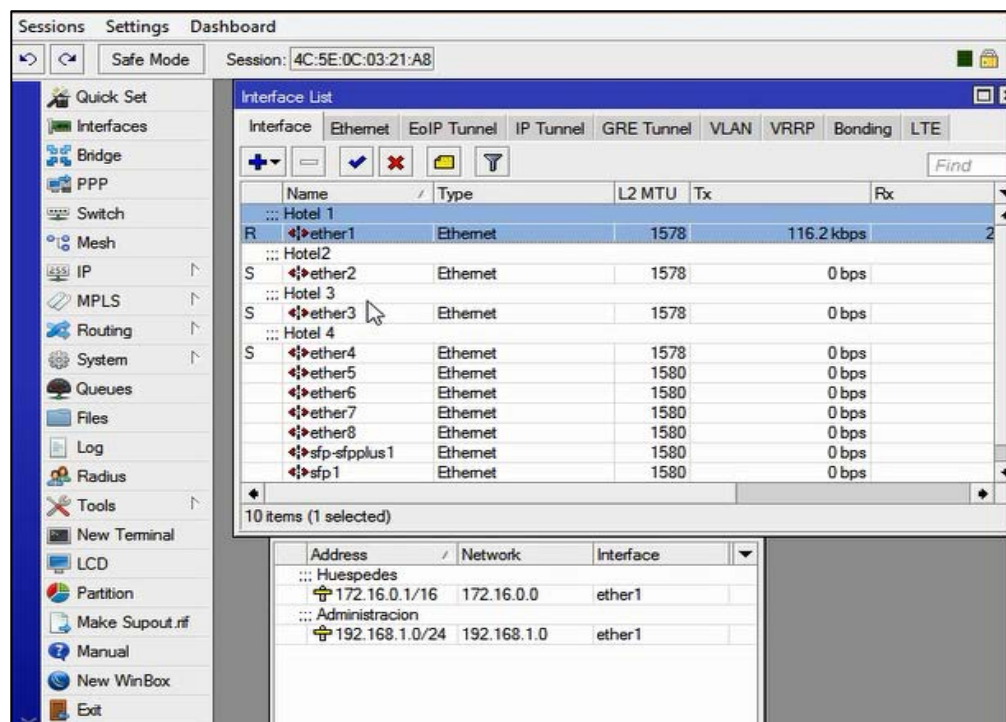 Sessions Settings Dashboard
Safe Mode Session: 4C:5E:0C:03:21:A8
Quick Set
Interfaces
Bridge
PPP
Switch
Mesh
IP
MPLS
Routing
System
Queues
Files
Log
Radius
Tools
New Terminal
LCD
Partition
Make Supout.rif
Manual
New WinBox
Exit
Interface List
Interface Ethernet EoIP Tunnel IP Tunnel GRE Tunnel VLAN VRRP Bonding LTE
Find
Name Type L2 MTU Tx Rx
::: Hotel 1
R ether1 Ethernet 1578 116.2 kbps 2
::: Hotel2
S ether2 Ethernet 1578 0 bps
::: Hotel 3
S ether3 Ethernet 1578 0 bps
::: Hotel 4
S ether4 Ethernet 1578 0 bps
ether5 Ethernet 1580 0 bps
ether6 Ethernet 1580 0 bps
ether7 Ethernet 1580 0 bps
ether8 Ethernet 1580 0 bps
sfp-sfpplus1 Ethernet 1580 0 bps
sfp1 Ethernet 1580 0 bps
10 items (1 selected)
Address Network Interface
::: Huespedes
172.16.0.1/16 172.16.0.0 ether1
::: Administracion
192.168.1.0/24 192.168.1.0 ether1